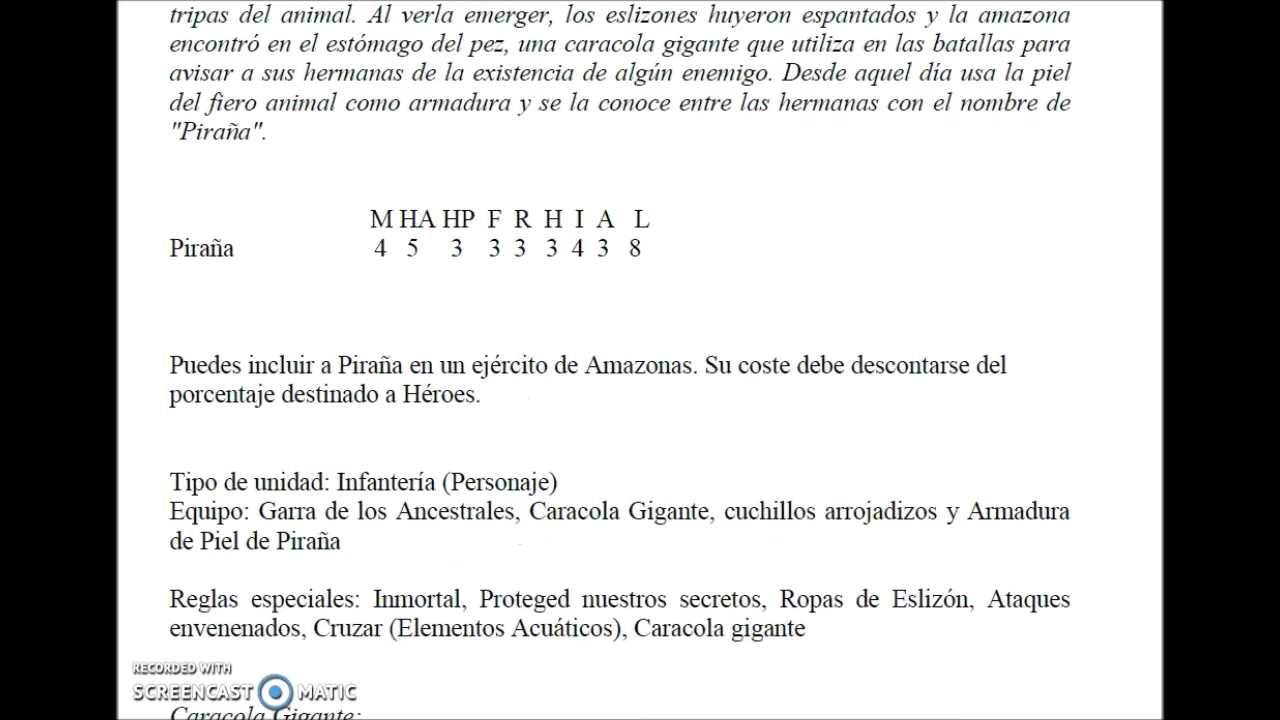 tripas del animal. Al verla emerger, los eslizones huyeron espantados y la amazona
encontró en el estómago del pez, una caracola gigante que utiliza en las batallas para
avisar a sus hermanas de la existencia de algún enemigo. Desde aquel día usa la piel
del fiero animal como armadura y se la conoce entre las hermanas con el nombre de
"Piraña".
M HA HP F R H I A L
Piraña 4 5 3 3 3 3 4 3 8
Puedes incluir a Piraña en un ejército de Amazonas. Su coste debe descontarse del
porcentaje destinado a Héroes.
Tipo de unidad: Infantería (Personaje)
Equipo: Garra de los Ancestrales, Caracola Gigante, cuchillos arrojadizos y Armadura
de Piel de Piraña
Reglas especiales: Inmortal, Proteged nuestros secretos, Ropas de Eslizón, Ataques
envenenados, Cruzar (Elementos Acuáticos), Caracola gigante
RECORDED WITH
SCREENCAST MATIC
Caracola Gigante: